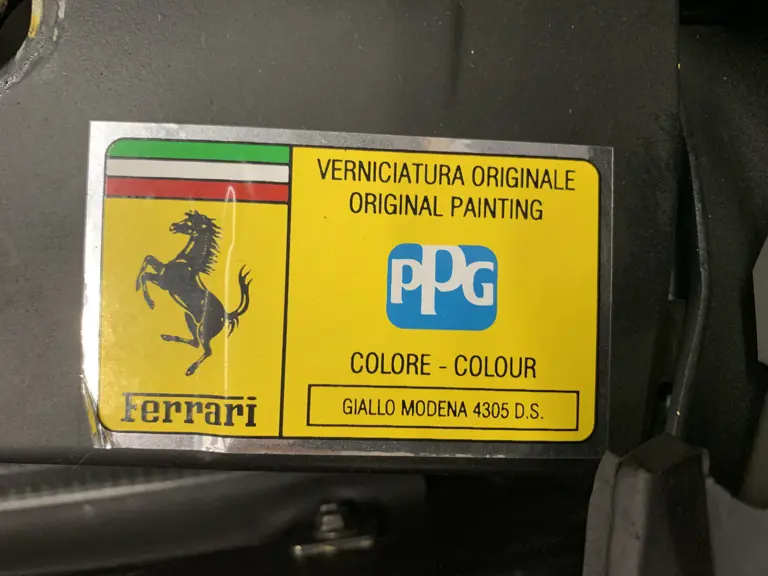 VERNICIATURA ORIGINALE
ORIGINAL PAINTING
PPG
COLORE - COLOUR
GIALLO MODENA 4305 D.S.
Ferrari